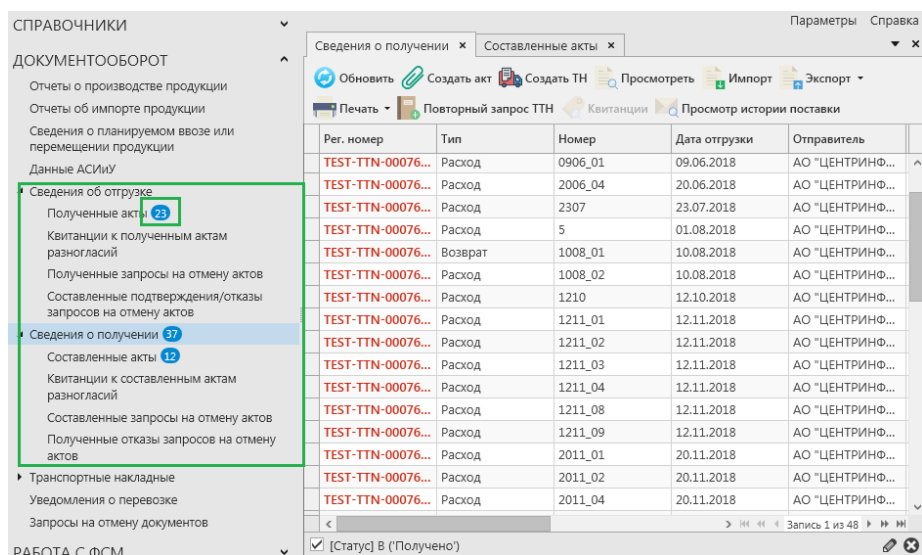 СПРАВОЧНИКИ
ДОКУМЕНТООБОРОТ
Отчеты о производстве продукции
Отчеты об импорте продукции
Сведения о планируемом ввозе или
перемещении продукции
Данные АСИиУ
Сведения об отгрузке
Полученные акты 23
Квитанции к полученным актам
разногласий
Полученные запросы на отмену актов
Составленные подтверждения/отказы
запросов на отмену актов
Сведения о получении 37
Составленные акты 12
Квитанции к составленным актам
разногласий
Составленные запросы на отмену актов
Полученные отказы запросов на отмену
актов
Транспортные накладные
Уведомления о перевозке
Запросы на отмену документов
РАБОТА С ФСМ
Параметры Справка
Сведения о получении × Составленные акты ×
Обновить Создать акт Создать ТН Просмотреть Импорт Экспорт
Печать Повторный запрос ТТН Квитанции Просмотр истории поставки
Рег. номер Тип Номер Дата отгрузки Отправитель
TEST-TTN-00076... Расход 0906_01 09.06.2018 АО "ЦЕНТРИНФ...
TEST-TTN-00076... Расход 2006_04 20.06.2018 АО "ЦЕНТРИНФ...
TEST-TTN-00076... Расход 2307 23.07.2018 АО "ЦЕНТРИНФ...
TEST-TTN-00076... Расход 5 01.08.2018 АО "ЦЕНТРИНФ...
TEST-TTN-00076... Возврат 1008_01 10.08.2018 АО "ЦЕНТРИНФ...
TEST-TTN-00076... Расход 1008_02 10.08.2018 АО "ЦЕНТРИНФ...
TEST-TTN-00076... Расход 1210 12.10.2018 АО "ЦЕНТРИНФ...
TEST-TTN-00076... Расход 1211_01 12.11.2018 АО "ЦЕНТРИНФ...
TEST-TTN-00076... Расход 1211_02 12.11.2018 АО "ЦЕНТРИНФ...
TEST-TTN-00076... Расход 1211_03 12.11.2018 АО "ЦЕНТРИНФ...
TEST-TTN-00076... Расход 1211_04 12.11.2018 АО "ЦЕНТРИНФ...
TEST-TTN-00076... Расход 1211_08 12.11.2018 АО "ЦЕНТРИНФ...
TEST-TTN-00076... Расход 1211_09 12.11.2018 АО "ЦЕНТРИНФ...
TEST-TTN-00076... Расход 2011_01 20.11.2018 АО "ЦЕНТРИНФ...
TEST-TTN-00076... Расход 2011_02 20.11.2018 АО "ЦЕНТРИНФ...
TEST-TTN-00076... Расход 2011_04 20.11.2018 АО "ЦЕНТРИНФ...
Запись 1 из 48
[Статус] В ('Получено')